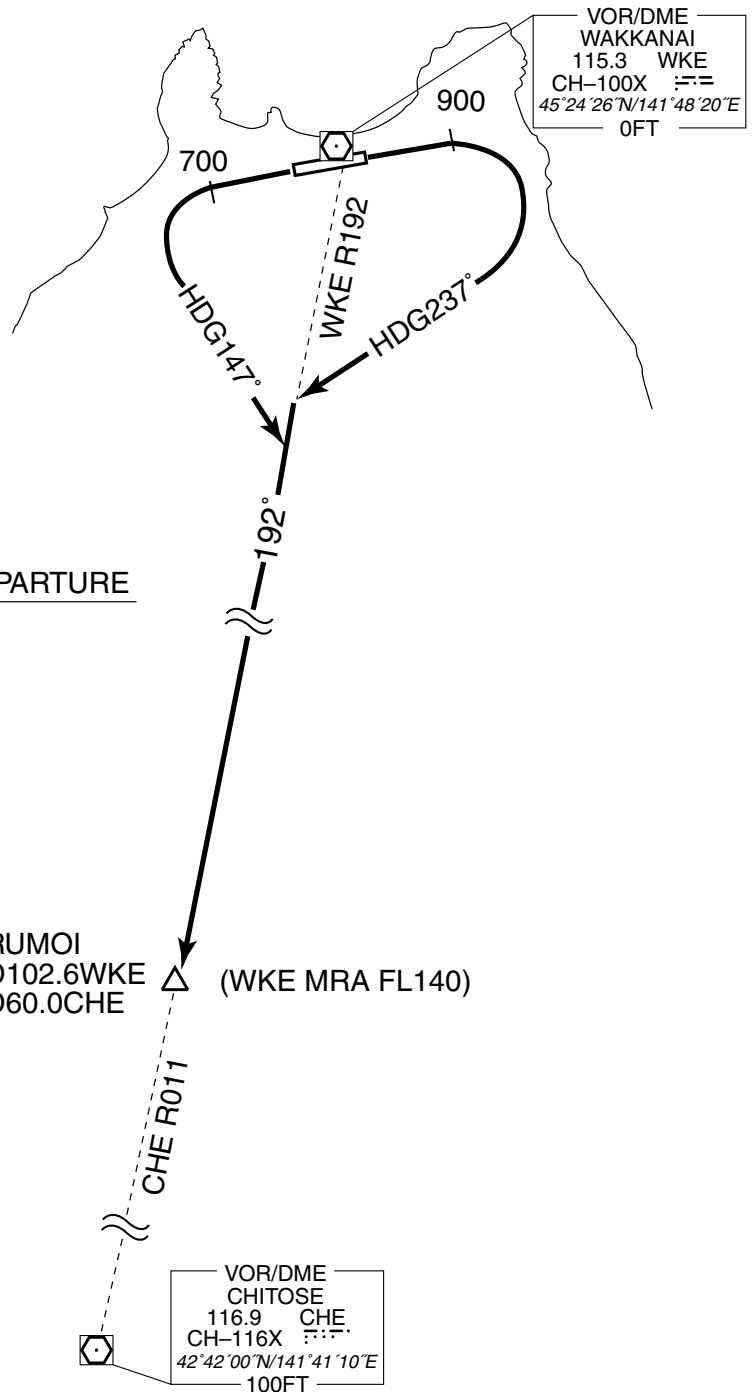 VOR/DME
WAKKANAI
115.3 WKE
CH–100X
45°24´26˝N/141°48´20˝E
0FT
900
700
WKE R192
HDG147°
HDG237°
192°
PARTURE
RUMOI
D102.6WKE
D60.0CHE
(WKE MRA FL140)
CHE R011
VOR/DME
CHITOSE
116.9 CHE
CH–116X
42°42´00˝N/141°41´10˝E
100FT